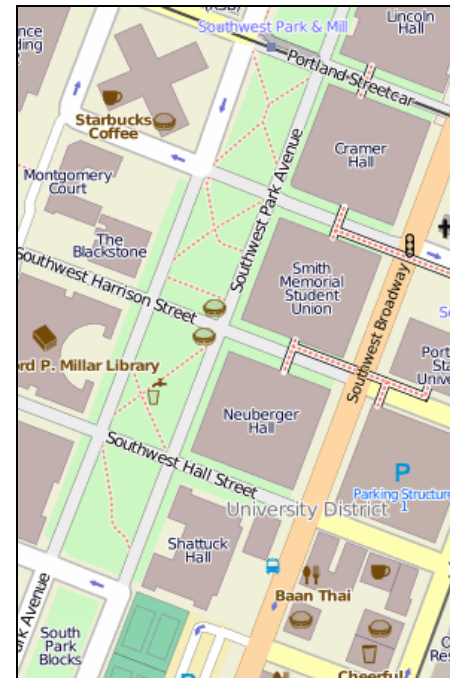 Lincoln
Hall
Southwest Park & Mill
Portland Streetcar
Starbucks
Coffee
Cramer
Hall
Montgomery
Court
The
Blackstone
Southwest Park Avenue
Smith
Memorial
Student
Union
Southwest Harrison Street
Southwest Broadway
P. Millar Library
Neuberger
Hall
Southwest Hall Street
P
Parking Structure
1
University District
Shattuck
Hall
Baan Thai
South
Park
Blocks
Avenue
Cheerful